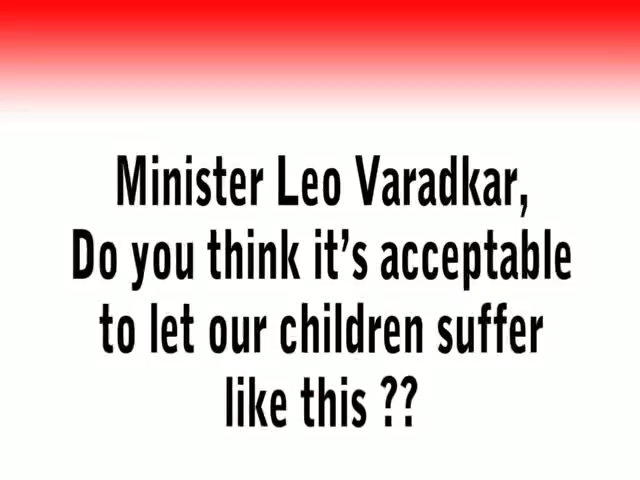 Minister Leo Varadkar,
Do you think it's acceptable
to let our children suffer
like this ??